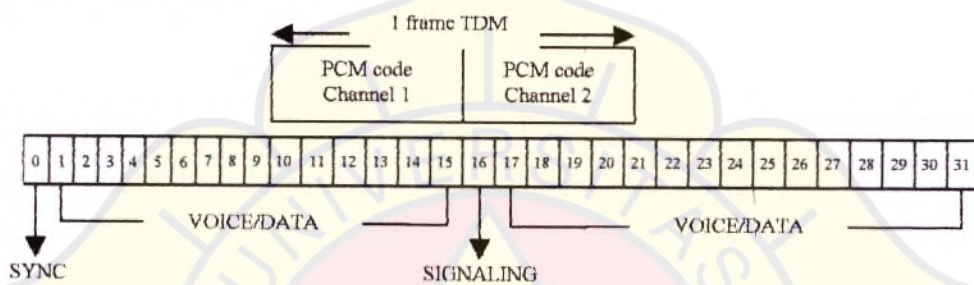 1 frame TDM
PCM code PCM code
Channel 1 Channel 2
0 1 2 3 4 5 6 7 8 9 10 11 12 13 14 15 16 17 18 19 20 21 22 23 24 25 26 27 28 29 30 31
VOICE/DATA VOICE/DATA
SYNC SIGNALING
UNIVERSITAS